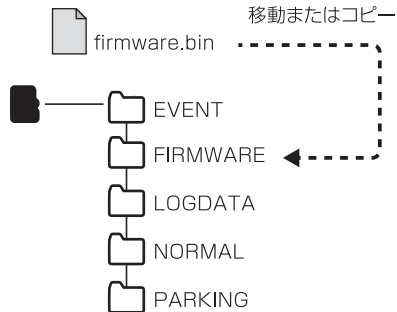 移動またはコピー
firmware.bin
EVENT
FIRMWARE
LOGDATA
NORMAL
PARKING